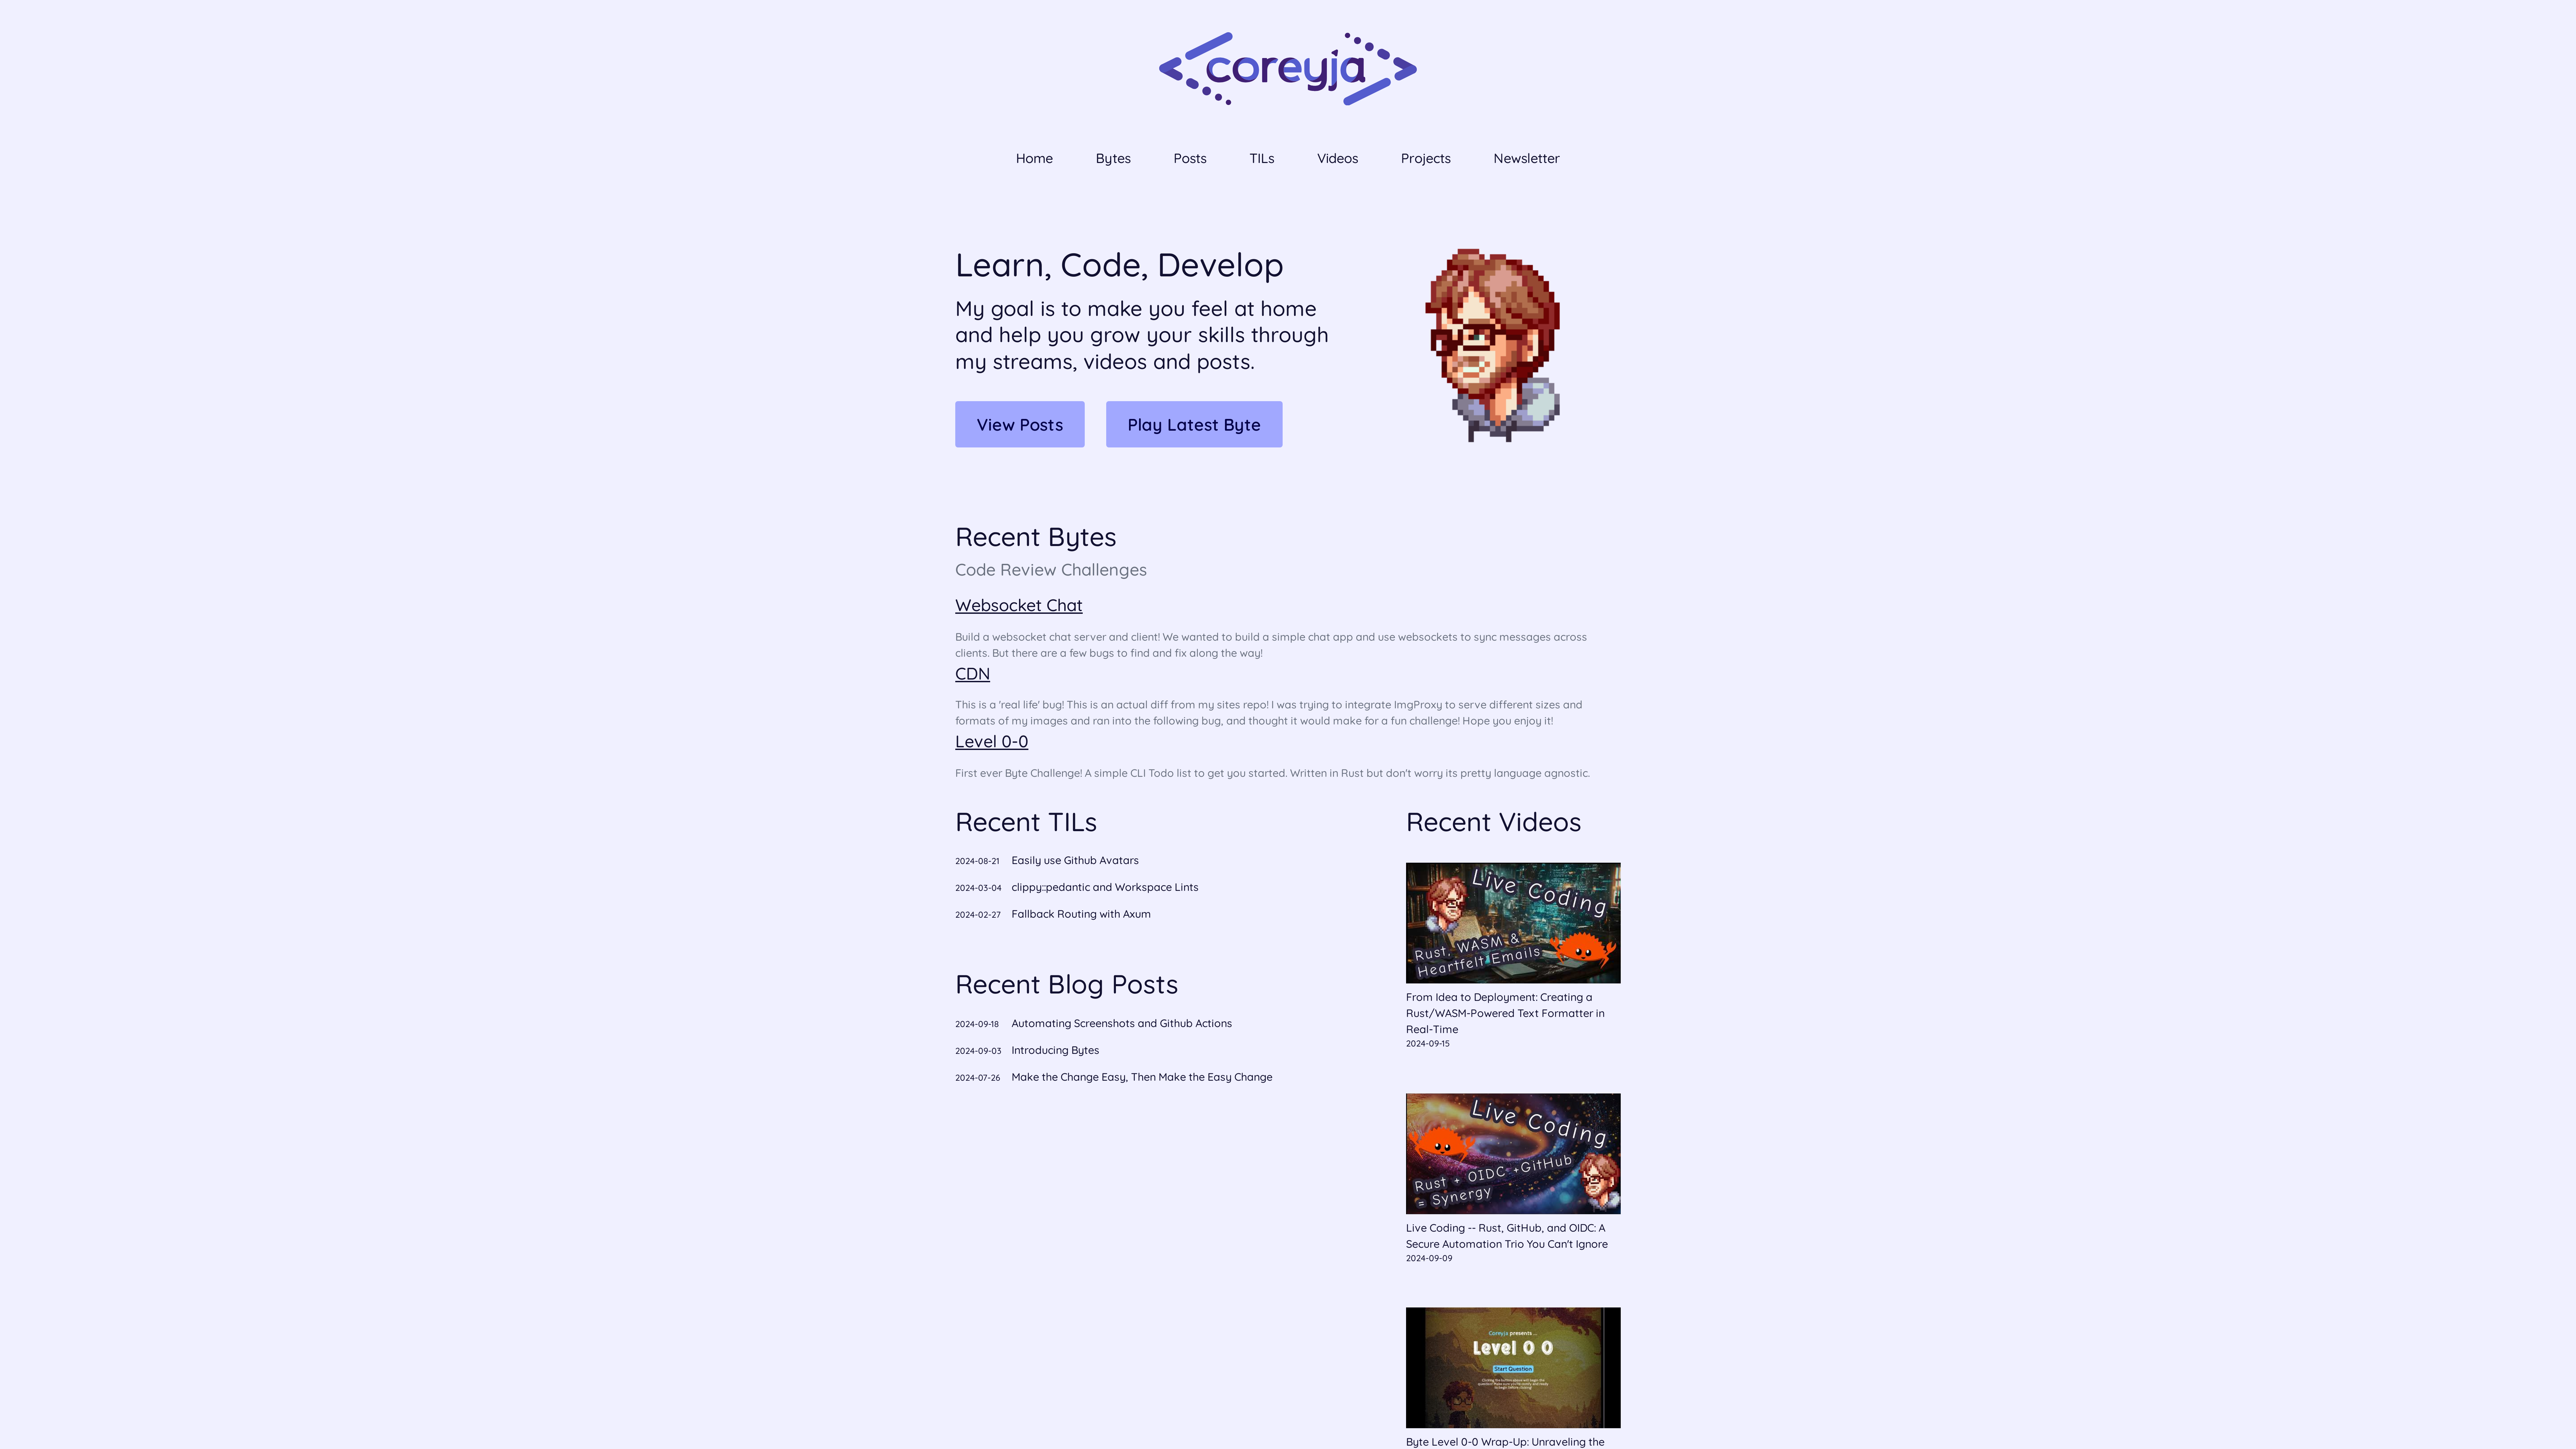 coreyja
Home Bytes Posts TILs Videos Projects Newsletter
Learn, Code, Develop
My goal is to make you feel at home
and help you grow your skills through
my streams, videos and posts.
View Posts Play Latest Byte
Recent Bytes
Code Review Challenges
Websocket Chat
Build a websocket chat server and client! We wanted to build a simple chat app and use websockets to sync messages across
clients. But there are a few bugs to find and fix along the way!
CDN
This is a 'real life' bug! This is an actual diff from my sites repo! I was trying to integrate ImgProxy to serve different sizes and
formats of my images and ran into the following bug, and thought it would make for a fun challenge! Hope you enjoy it!
Level 0-0
First ever Byte Challenge! A simple CLI Todo list to get you started. Written in Rust but don't worry its pretty language agnostic.
Recent TILs
2024-08-21 Easily use Github Avatars
2024-03-04 clippy::pedantic and Workspace Lints
2024-02-27 Fallback Routing with Axum
Recent Blog Posts
2024-09-18 Automating Screenshots and Github Actions
2024-09-03 Introducing Bytes
2024-07-26 Make the Change Easy, Then Make the Easy Change
Recent Videos
Live Coding
Rust, WASM &
Heartfelt Emails
From Idea to Deployment: Creating a
Rust/WASM-Powered Text Formatter in
Real-Time
2024-09-15
Live Coding
Rust + OIDC +GitHub
= Synergy
Live Coding -- Rust, GitHub, and OIDC: A
Secure Automation Trio You Can't Ignore
2024-09-09
Coreyja presents...
Level 0 0
Start Question
Byte Level 0-0 Wrap-Up: Unraveling the